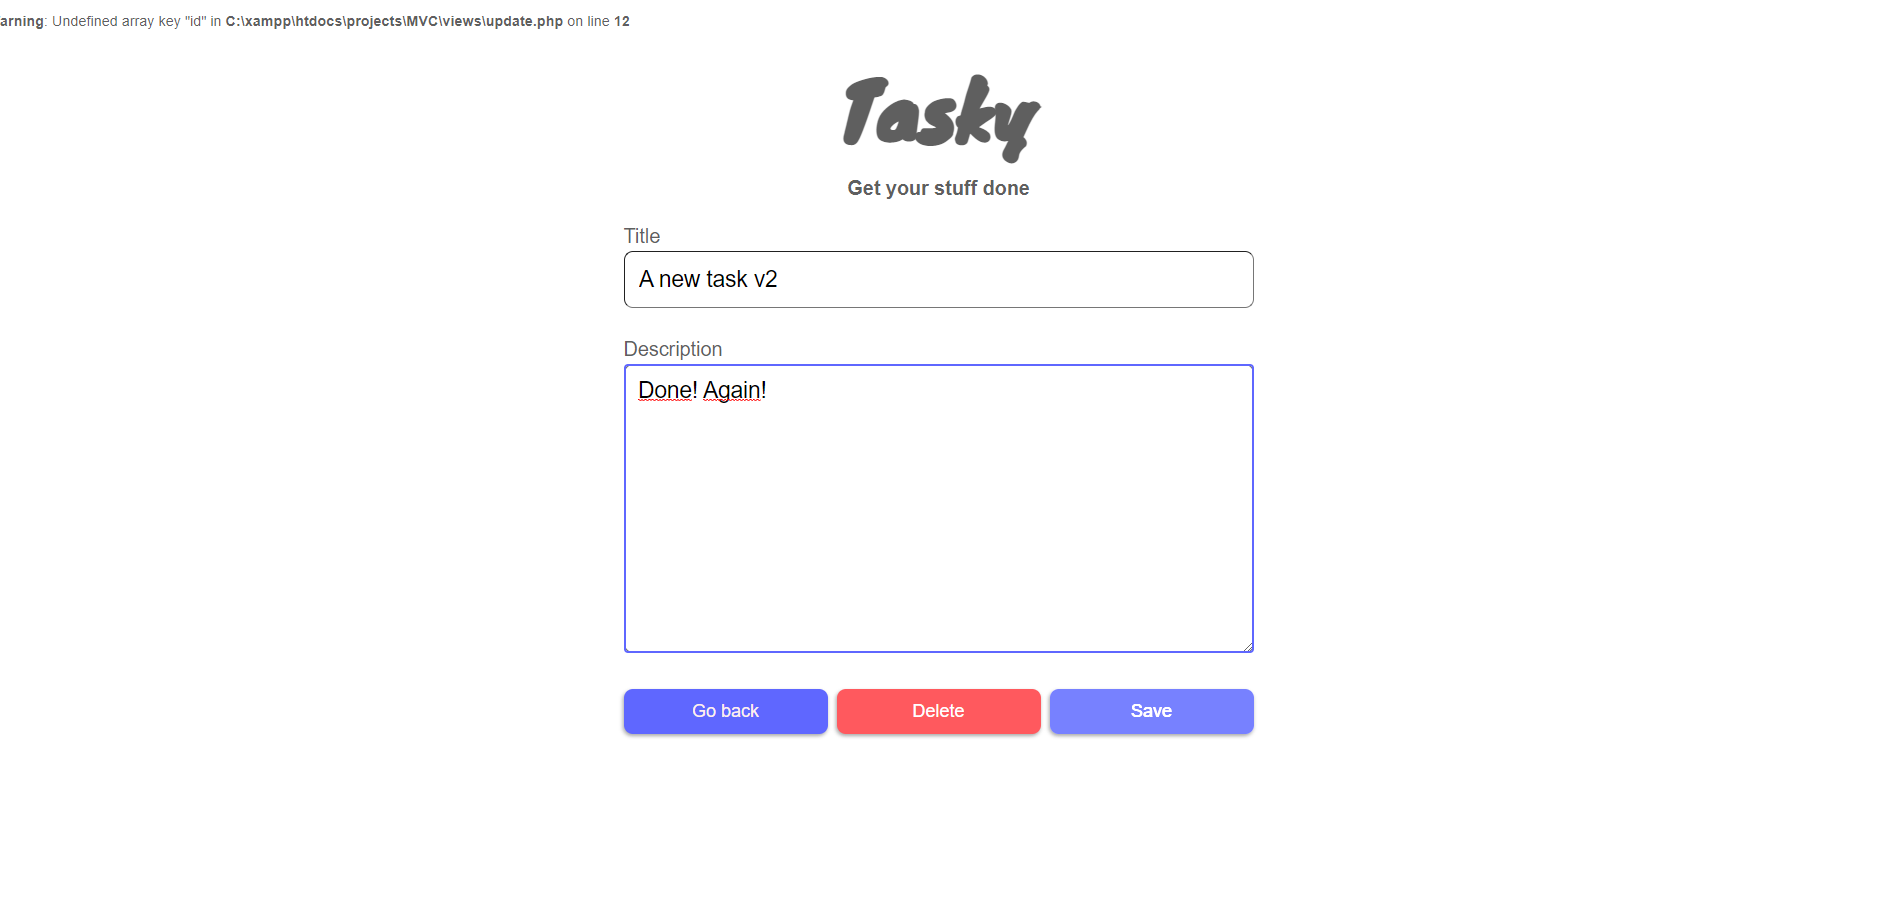 arning: Undefined array key "id" in C:\xampp\htdocs\projects\MVC\views\update.php on line 12
Tasky
Get your stuff done
Title
A new task v2
Description
Done! Again!
Go back Delete Save